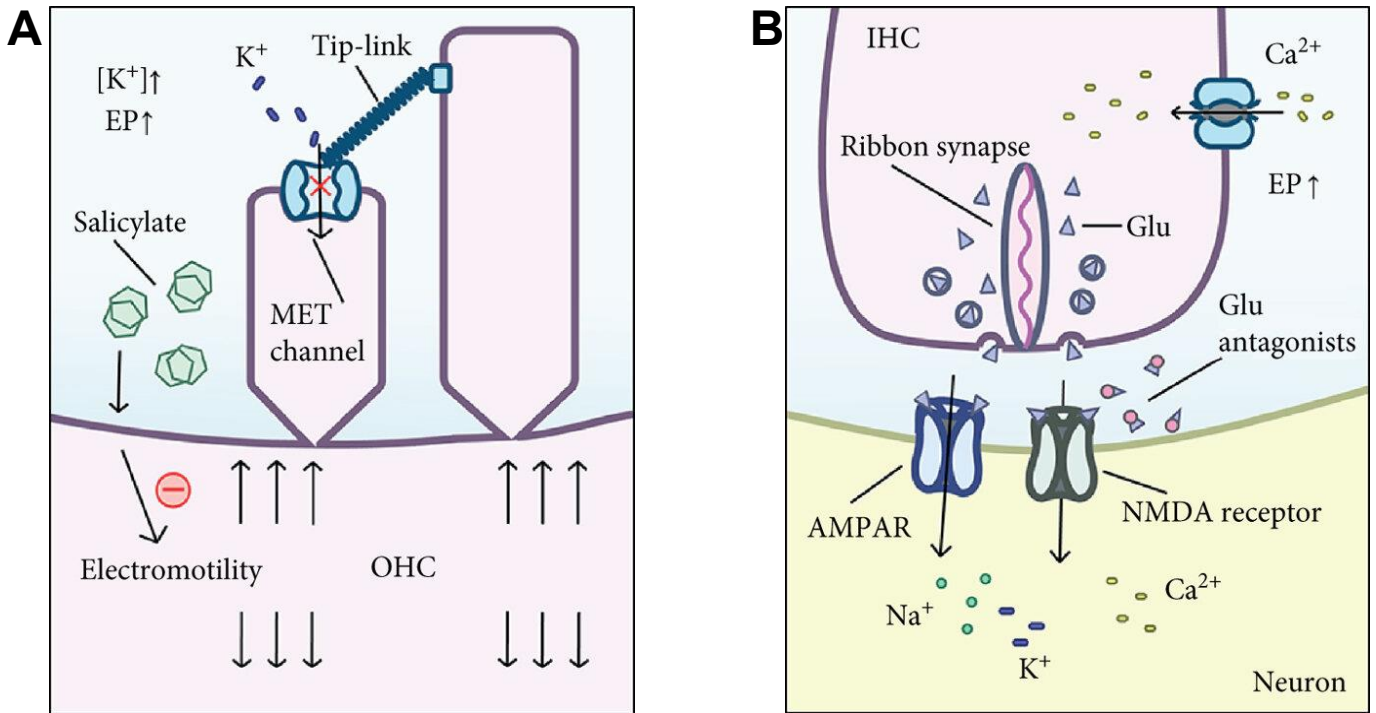 A
[K⁺]↑
EP↑
K⁺
Tip-link
Salicylate
MET
channel
Electromotility
OHC
B
IHC
Ca²⁺
Ribbon synapse
EP ↑
Glu
Glu
antagonists
AMPAR
NMDA receptor
Na⁺
Ca²⁺
K⁺
Neuron